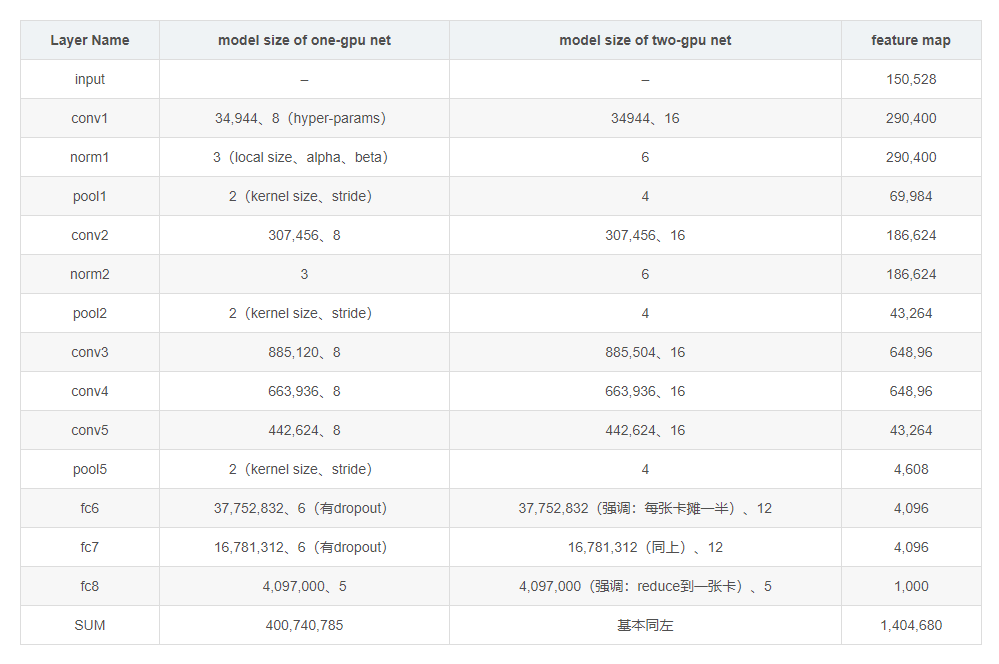 Layer Name model size of one-gpu net model size of two-gpu net feature map
input – – 150,528
conv1 34,944、8（hyper-params） 34944、16 290,400
norm1 3（local size、alpha、beta） 6 290,400
pool1 2（kernel size、stride） 4 69,984
conv2 307,456、8 307,456、16 186,624
norm2 3 6 186,624
pool2 2（kernel size、stride） 4 43,264
conv3 885,120、8 885,504、16 648,96
conv4 663,936、8 663,936、16 648,96
conv5 442,624、8 442,624、16 43,264
pool5 2（kernel size、stride） 4 4,608
fc6 37,752,832、6（有dropout） 37,752,832（强调：每张卡摊一半）、12 4,096
fc7 16,781,312、6（有dropout） 16,781,312（同上）、12 4,096
fc8 4,097,000、5 4,097,000（强调：reduce到一张卡）、5 1,000
SUM 400,740,785 基本同左 1,404,680